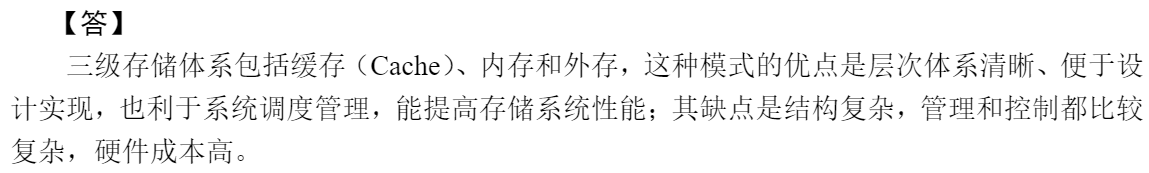 【答】
三级存储体系包括缓存（Cache）、内存和外存，这种模式的优点是层次体系清晰、便于设
计实现，也利于系统调度管理，能提高存储系统性能；其缺点是结构复杂，管理和控制都比较
复杂，硬件成本高。